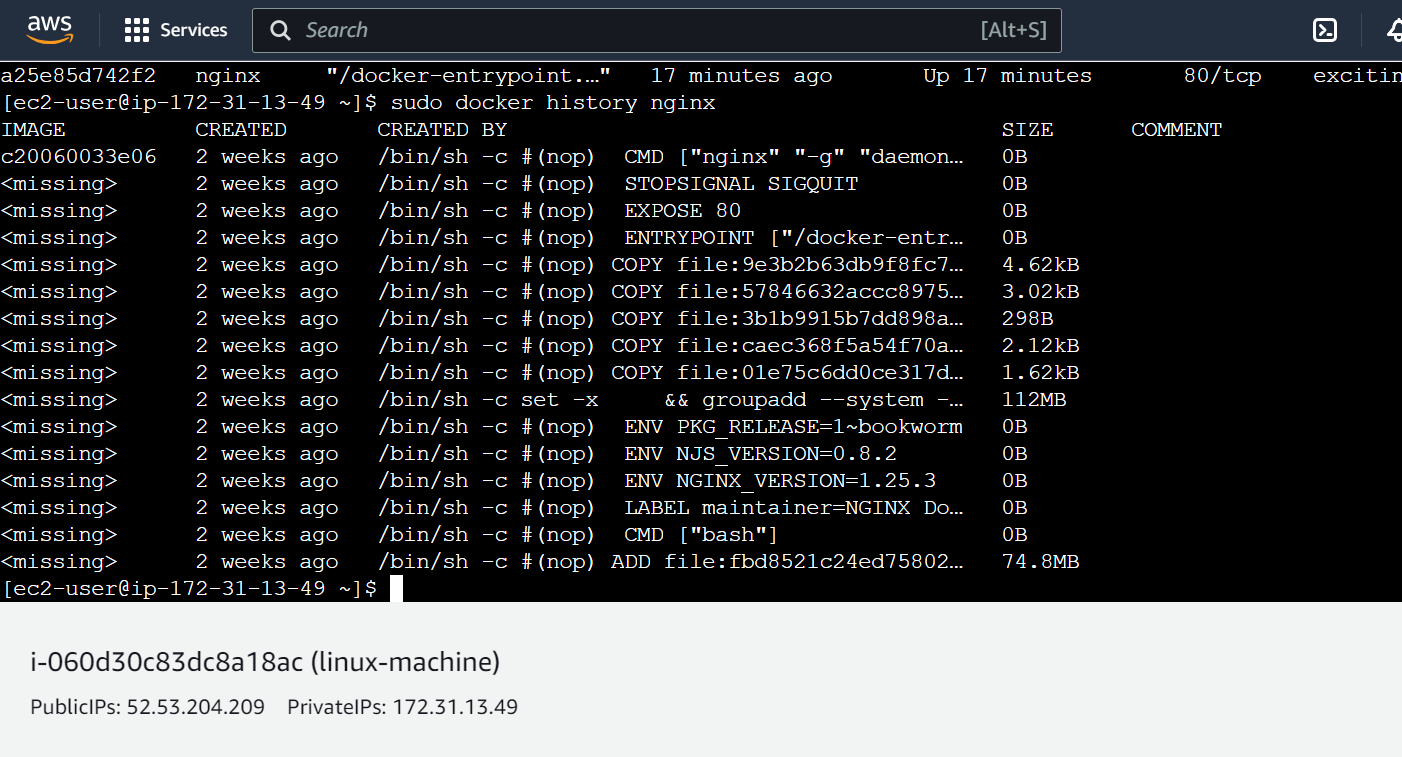 aws Services Search [Alt+S]
a25e85d742f2 nginx "/docker-entrypoint.…" 17 minutes ago Up 17 minutes 80/tcp excitin
[ec2-user@ip-172-31-13-49 ~]$ sudo docker history nginx
IMAGE CREATED CREATED BY SIZE COMMENT
c20060033e06 2 weeks ago /bin/sh -c #(nop) CMD ["nginx" "-g" "daemon… 0B
<missing> 2 weeks ago /bin/sh -c #(nop) STOPSIGNAL SIGQUIT 0B
<missing> 2 weeks ago /bin/sh -c #(nop) EXPOSE 80 0B
<missing> 2 weeks ago /bin/sh -c #(nop) ENTRYPOINT ["/docker-entr… 0B
<missing> 2 weeks ago /bin/sh -c #(nop) COPY file:9e3b2b63db9f8fc7… 4.62kB
<missing> 2 weeks ago /bin/sh -c #(nop) COPY file:57846632accc8975… 3.02kB
<missing> 2 weeks ago /bin/sh -c #(nop) COPY file:3b1b9915b7dd898a… 298B
<missing> 2 weeks ago /bin/sh -c #(nop) COPY file:caec368f5a54f70a… 2.12kB
<missing> 2 weeks ago /bin/sh -c #(nop) COPY file:01e75c6dd0ce317d… 1.62kB
<missing> 2 weeks ago /bin/sh -c set -x && groupadd --system -… 112MB
<missing> 2 weeks ago /bin/sh -c #(nop) ENV PKG_RELEASE=1~bookworm 0B
<missing> 2 weeks ago /bin/sh -c #(nop) ENV NJS_VERSION=0.8.2 0B
<missing> 2 weeks ago /bin/sh -c #(nop) ENV NGINX_VERSION=1.25.3 0B
<missing> 2 weeks ago /bin/sh -c #(nop) LABEL maintainer=NGINX Do… 0B
<missing> 2 weeks ago /bin/sh -c #(nop) CMD ["bash"] 0B
<missing> 2 weeks ago /bin/sh -c #(nop) ADD file:fbd8521c24ed75802… 74.8MB
[ec2-user@ip-172-31-13-49 ~]$
i-060d30c83dc8a18ac (linux-machine)
PublicIPs: 52.53.204.209 PrivateIPs: 172.31.13.49